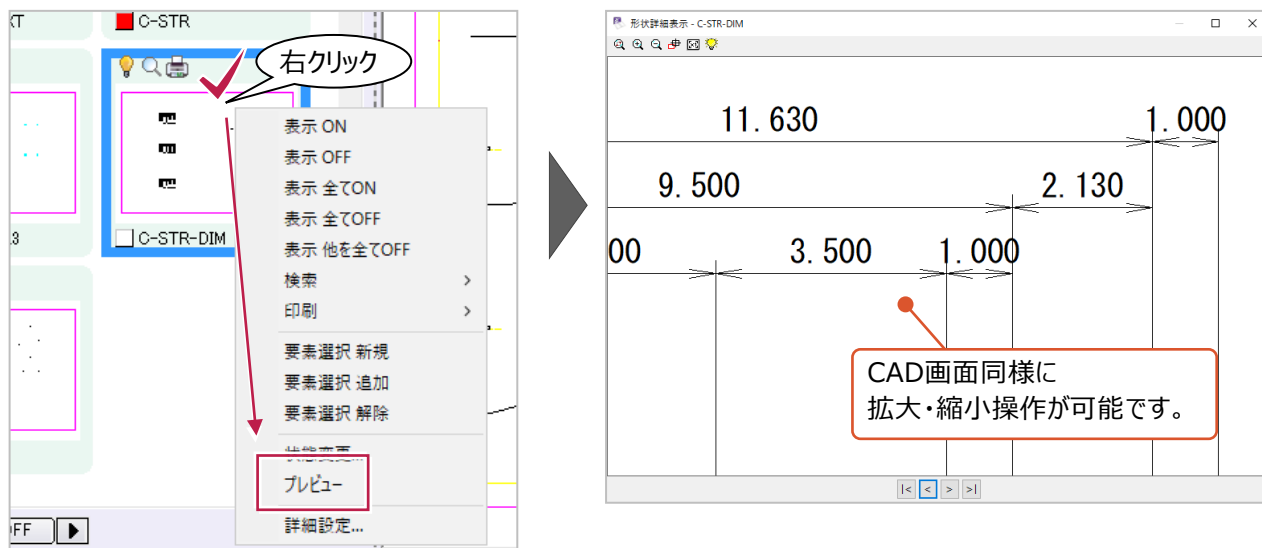 C-STR
右クリック
C-STR-DIM
表示 ON
表示 OFF
表示 全てON
表示 全てOFF
表示 他を全てOFF
検索
印刷
要素選択 新規
要素選択 追加
要素選択 解除
状態変更...
プレビュー
詳細設定...
形状詳細表示 - C-STR-DIM
11.630
1.000
9.500
2.130
00
3.500
1.000
CAD画面同様に
拡大・縮小操作が可能です。
|< < > >|